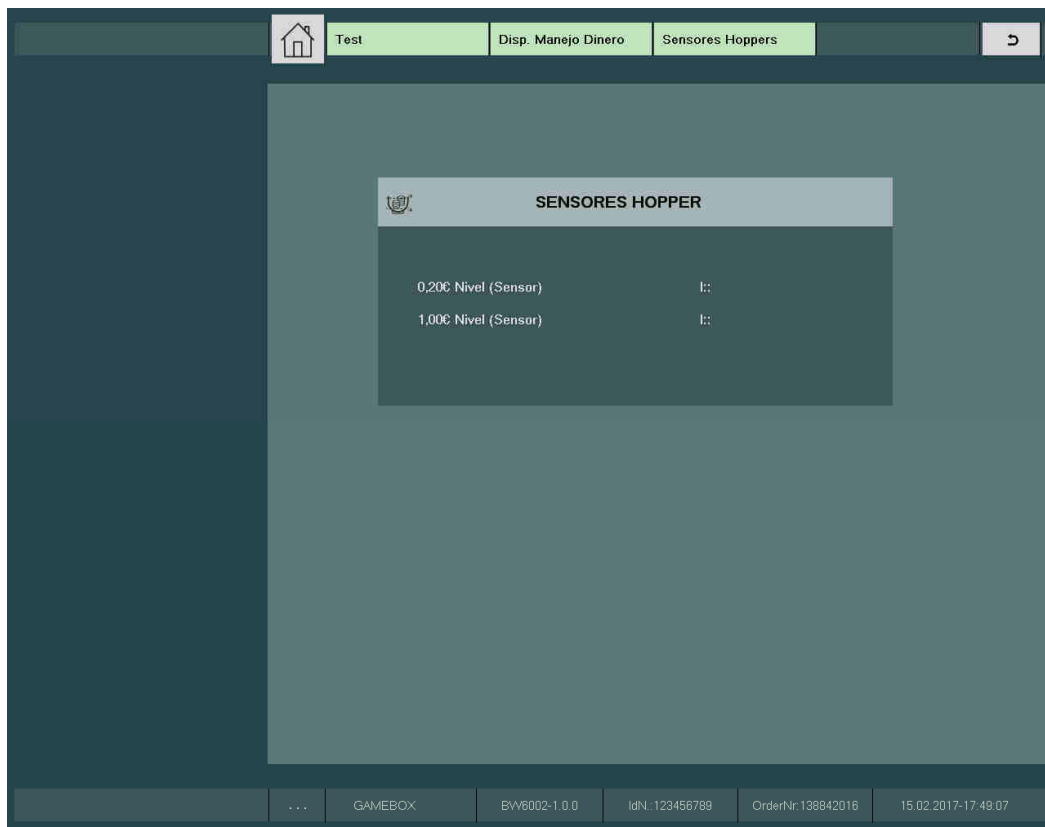 Test
Disp. Manejo Dinero
Sensores Hoppers
SENSORES HOPPER
0,20€ Nivel (Sensor) I::
1,00€ Nivel (Sensor) I::
... GAMEBOX BW6002-1.0.0 IdN.:123456789 OrderNr:138842016 15.02.2017-17:49:07